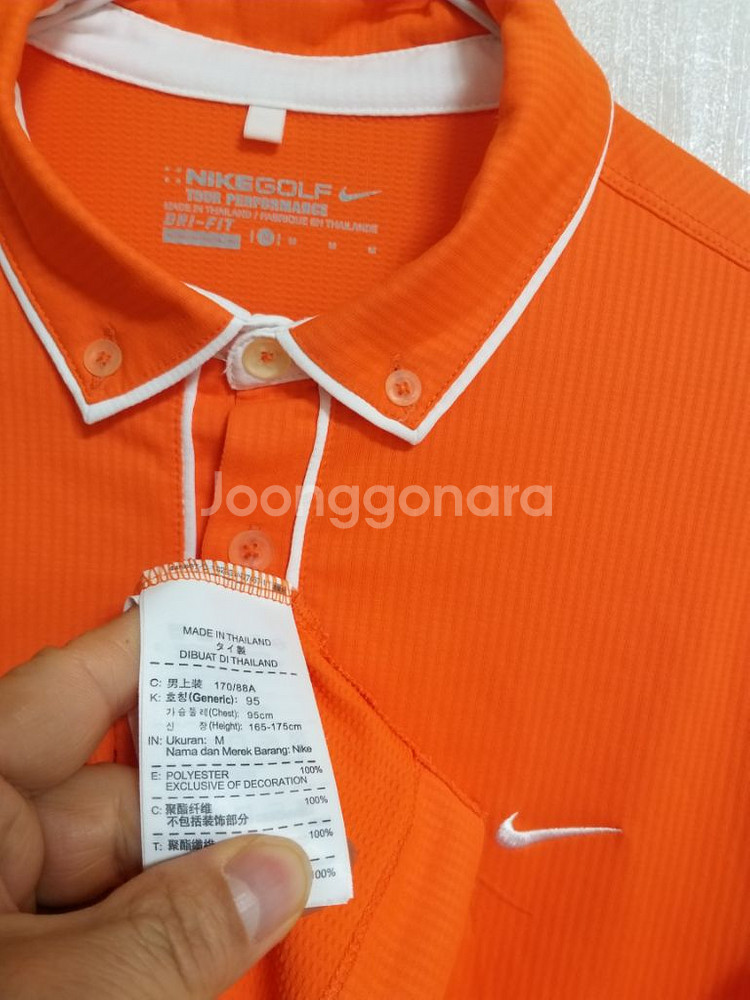 NIKEGOLF
TOUR PERFORMANCE
MADE IN THAILAND / FABRIQUE EN THAILANDE
DRI-FIT
Joonggonara
MADE IN THAILAND
タイ製
DIBUAT DI THAILAND
C: 男上装 170/88A
K: 호칭(Generic): 95
가슴둘레(Chest): 95cm
신 장(Height): 165-175cm
IN: Ukuran: M
Nama dan Merek Barang: Nike
E: POLYESTER 100%
EXCLUSIVE OF DECORATION
C: 聚酯纤维 100%
不包括装饰部分
T: 100%
100%